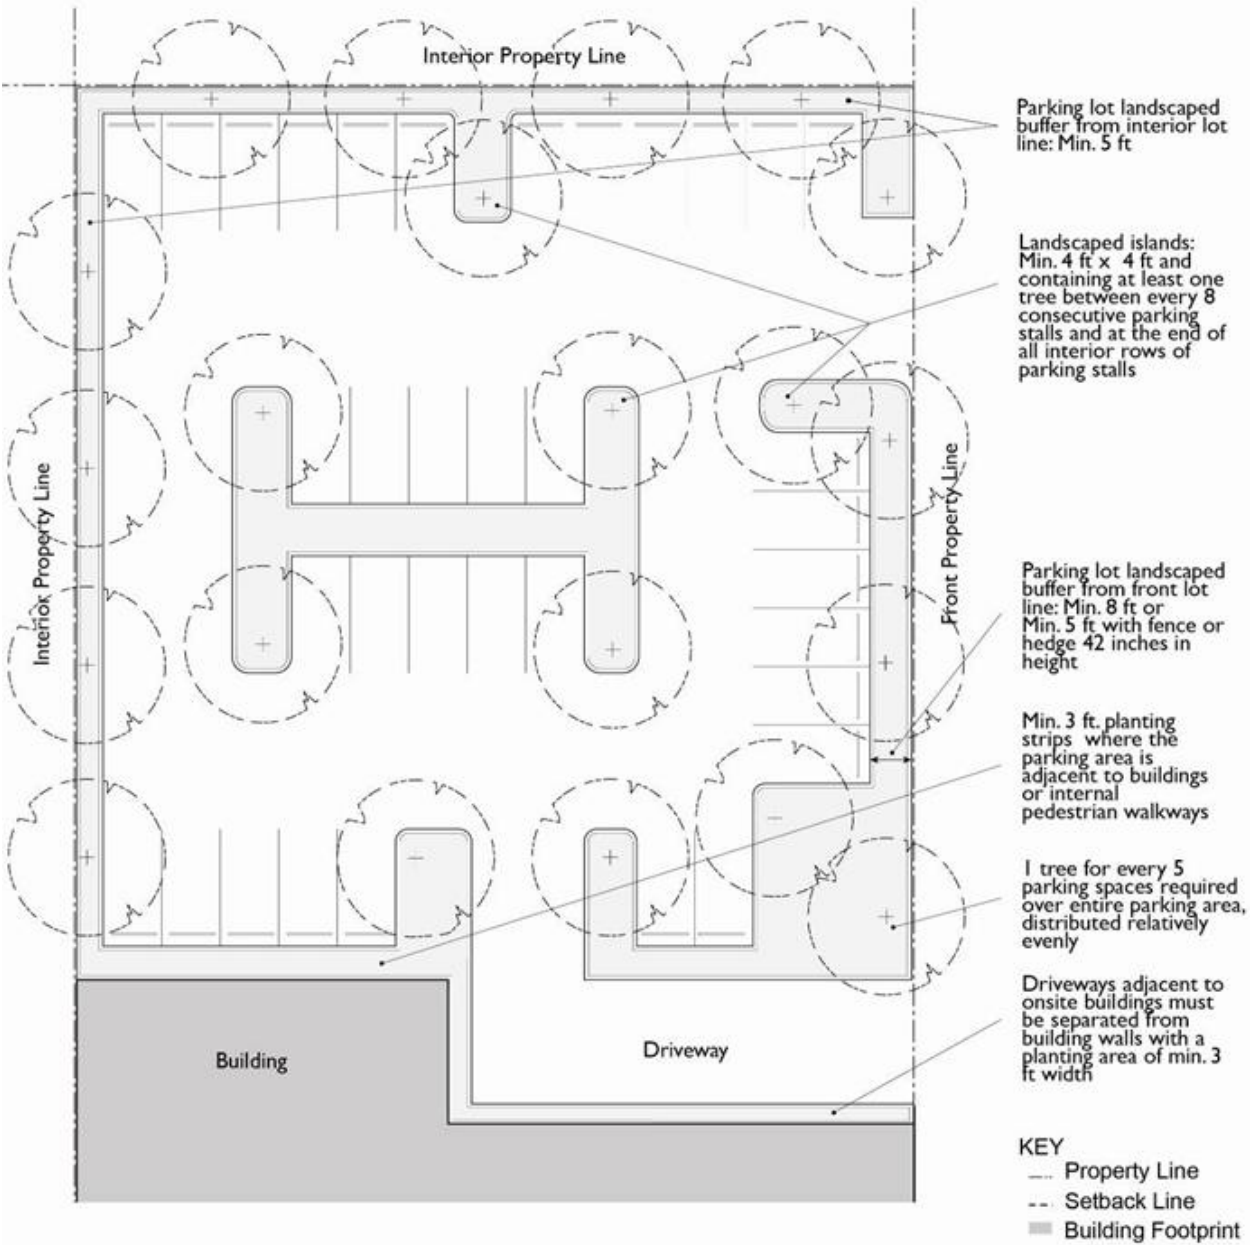 Interior Property Line
Parking lot landscaped
buffer from interior lot
line: Min. 5 ft
Landscaped islands:
Min. 4 ft x 4 ft and
containing at least one
tree between every 8
consecutive parking
stalls and at the end of
all interior rows of
parking stalls
Interior Property Line
Front Property Line
Parking lot landscaped
buffer from front lot
line: Min. 8 ft or
Min. 5 ft with fence or
hedge 42 inches in
height
Min. 3 ft. planting
strips where the
parking area is
adjacent to buildings
or internal
pedestrian walkways
1 tree for every 5
parking spaces required
over entire parking area,
distributed relatively
evenly
Driveways adjacent to
onsite buildings must
be separated from
building walls with a
planting area of min. 3
ft width
Building
Driveway
KEY
Property Line
Setback Line
Building Footprint